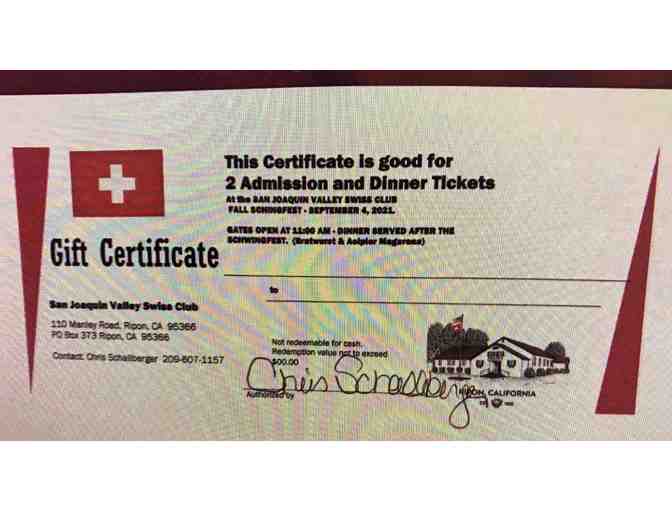 This Certificate is good for
2 Admission and Dinner Tickets
At the SAN JOAQUIN VALLEY SWISS CLUB
FALL SCHINGFEST - SEPTEMBER 4, 2021.
GATES OPEN AT 11:00 AM - DINNER SERVED AFTER THE
SCHWINGFEST. (Bratwurst & Aelpler Magarone)
Gift Certificate
to
San Joaquin Valley Swiss Club
110 Manley Road, Ripon, CA 95366
PO Box 373 Ripon, CA 95366
Contact: Chris Schallberger 209-607-1157
Not redeemable for cash.
Redemption value not to exceed
$00.00
Chris Schallberger
Authorized by
RIPON, CALIFORNIA